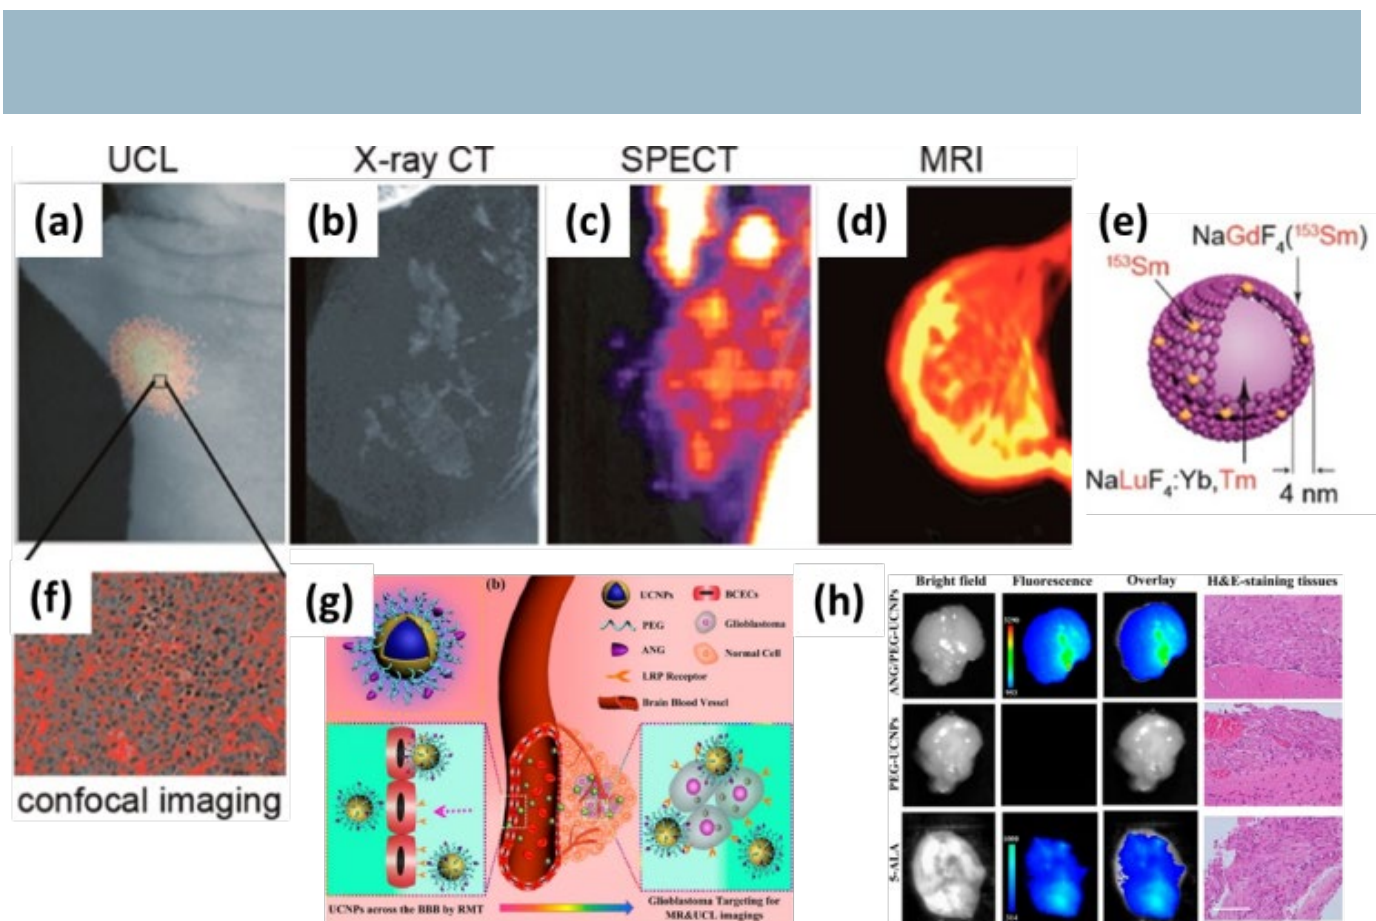 UCL
X-ray CT
SPECT
MRI
(a)
(b)
(c)
(d)
(e)
NaGdF4(153Sm)
153Sm
NaLuF4:Yb,Tm
4 nm
(f)
confocal imaging
(g)
(b)
UCNPs
BCECs
PEG
Glioblastoma
ANG
Normal Cell
LRP Receptor
Brain Blood Vessel
UCNPs across the BBB by RMT
Glioblastoma Targeting for
MR&UCL imagings
(h)
Bright field
Fluorescence
Overlay
H&E-staining tissues
ANG/PEG-UCNPs
PEG-UCNPs
5-ALA